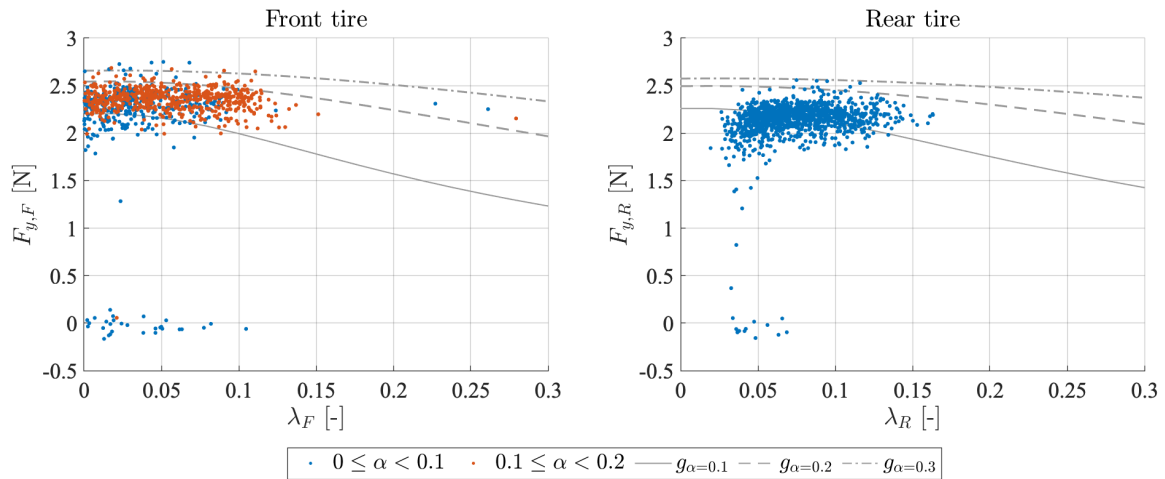 Front tire
Rear tire
3
2.5
2
1.5
1
0.5
0
-0.5
F_{y,F} [N]
0 0.05 0.1 0.15 0.2 0.25 0.3
λ_F [-]
3
2.5
2
1.5
1
0.5
0
-0.5
F_{y,R} [N]
0 0.05 0.1 0.15 0.2 0.25 0.3
λ_R [-]
0 ≤ α < 0.1 0.1 ≤ α < 0.2 g_{α=0.1} g_{α=0.2} g_{α=0.3}